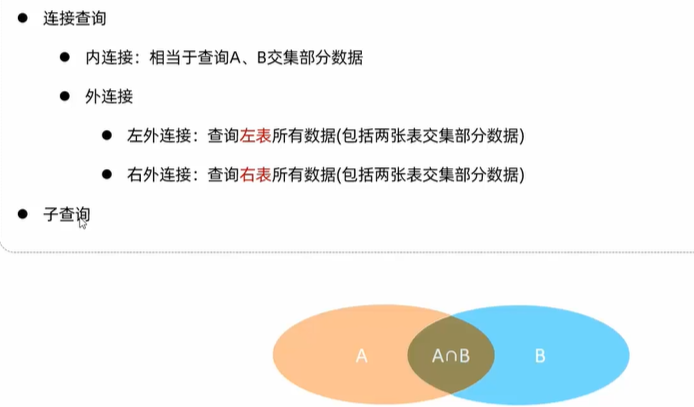 连接查询
内连接：相当于查询A、B交集部分数据
外连接
左外连接：查询左表所有数据(包括两张表交集部分数据)
右外连接：查询右表所有数据(包括两张表交集部分数据)
子查询
A A∩B B